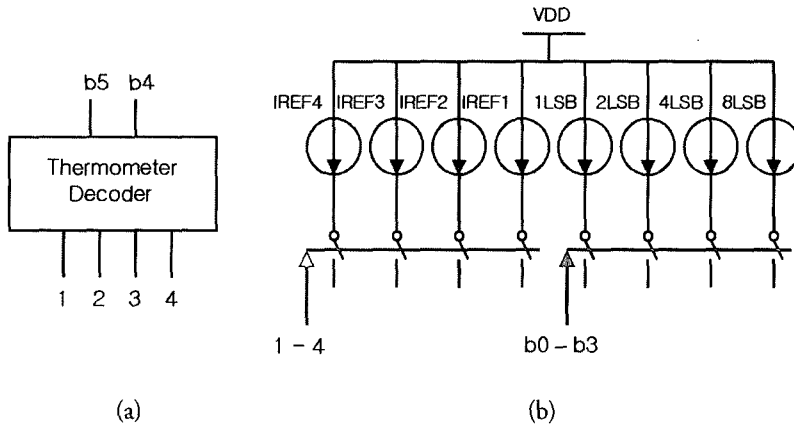 b5 b4
Thermometer
Decoder
1 2 3 4
(a)
VDD
IREF4 IREF3 IREF2 IREF1 1LSB 2LSB 4LSB 8LSB
1 - 4
b0 - b3
(b)